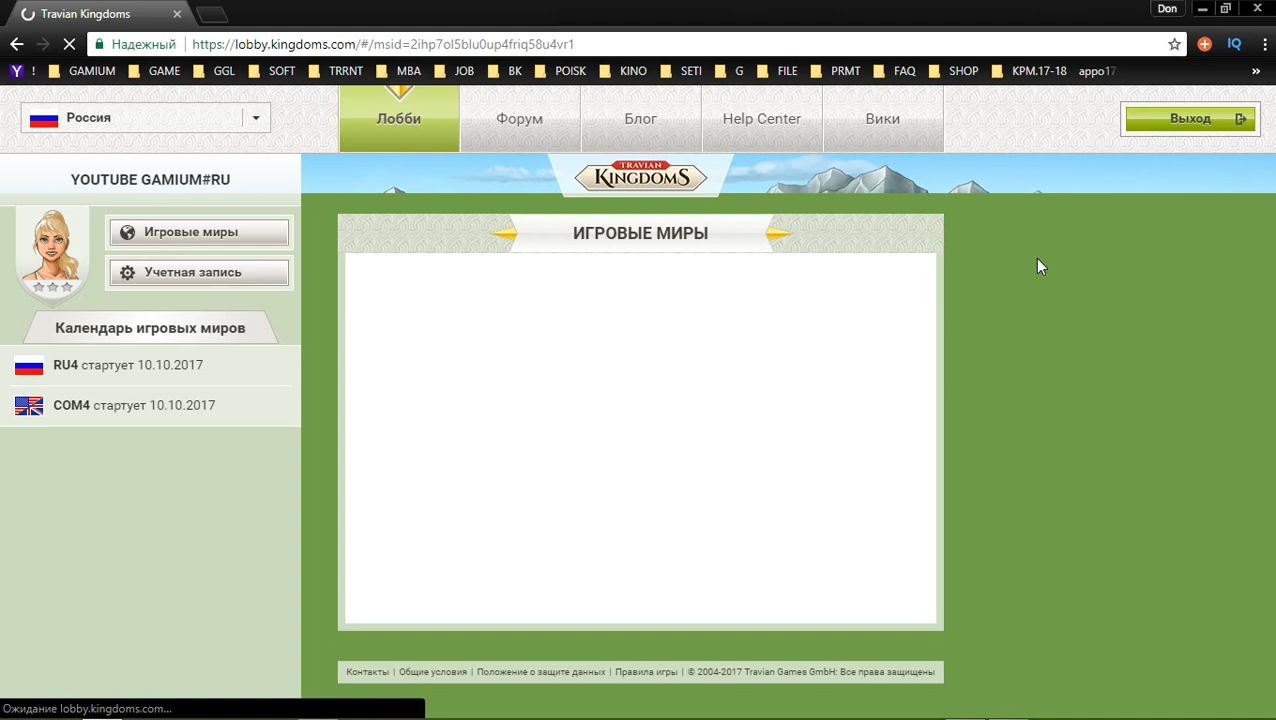 Travian Kingdoms
Don
Надежный
https://lobby.kingdoms.com/#/msid=2ihp7ol5blu0up4friq58u4vr1
IQ
! GAMIUM GAME GGL SOFT TRRNT MBA JOB BK POISK KINO SETI G FILE PRMT FAQ SHOP KPM.17-18 appo17
Россия
Лобби
Форум
Блог
Help Center
Вики
Выход
YOUTUBE GAMIUM#RU
TRAVIAN
KINGDOMS
Игровые миры
ИГРОВЫЕ МИРЫ
Учетная запись
Календарь игровых миров
RU4 стартует 10.10.2017
COM4 стартует 10.10.2017
Контакты | Общие условия | Положение о защите данных | Правила игры | © 2004-2017 Travian Games GmbH: Все права защищены
Ожидание lobby.kingdoms.com...